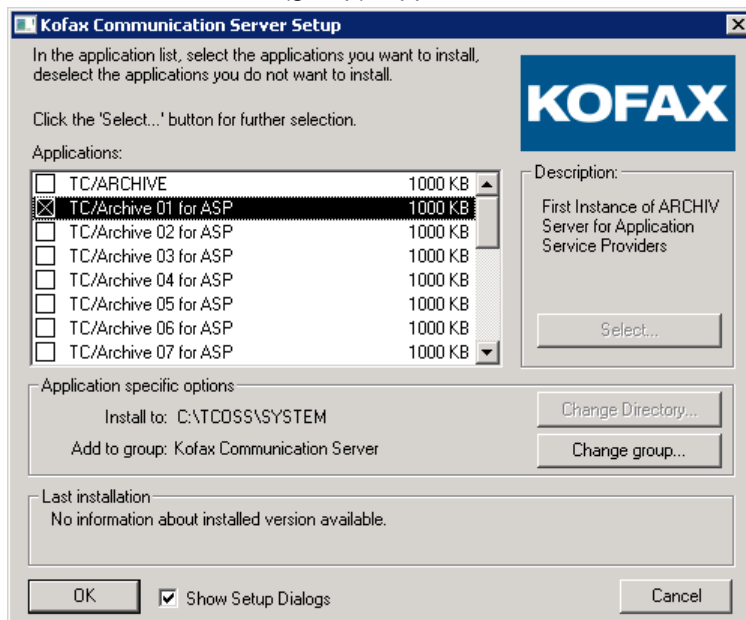 Kofax Communication Server Setup
In the application list, select the applications you want to install,
deselect the applications you do not want to install.
Click the 'Select...' button for further selection.
KOFAX
Applications:
TC/ARCHIVE 1000 KB
TC/Archive 01 for ASP 1000 KB
TC/Archive 02 for ASP 1000 KB
TC/Archive 03 for ASP 1000 KB
TC/Archive 04 for ASP 1000 KB
TC/Archive 05 for ASP 1000 KB
TC/Archive 06 for ASP 1000 KB
TC/Archive 07 for ASP 1000 KB
Description:
First Instance of ARCHIV
Server for Application
Service Providers
Select...
Application specific options
Install to: C:\TCOSS\SYSTEM
Change Directory...
Add to group: Kofax Communication Server
Change group...
Last installation
No information about installed version available.
OK
Show Setup Dialogs
Cancel